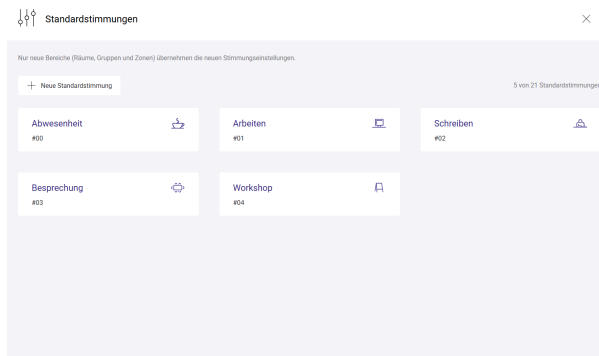 Standardstimmungen
Nur neue Bereiche (Räume, Gruppen und Zonen) übernehmen die neuen Stimmungseinstellungen.
Neue Standardstimmung
5 von 21 Standardstimmungen
Abwesenheit
#00
Arbeiten
#01
Schreiben
#02
Besprechung
#03
Workshop
#04